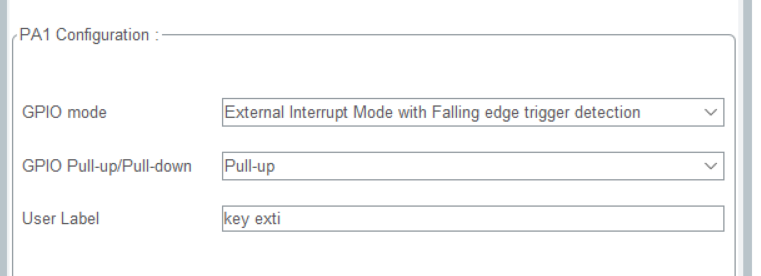 PA1 Configuration :
GPIO mode External Interrupt Mode with Falling edge trigger detection
GPIO Pull-up/Pull-down Pull-up
User Label key exti